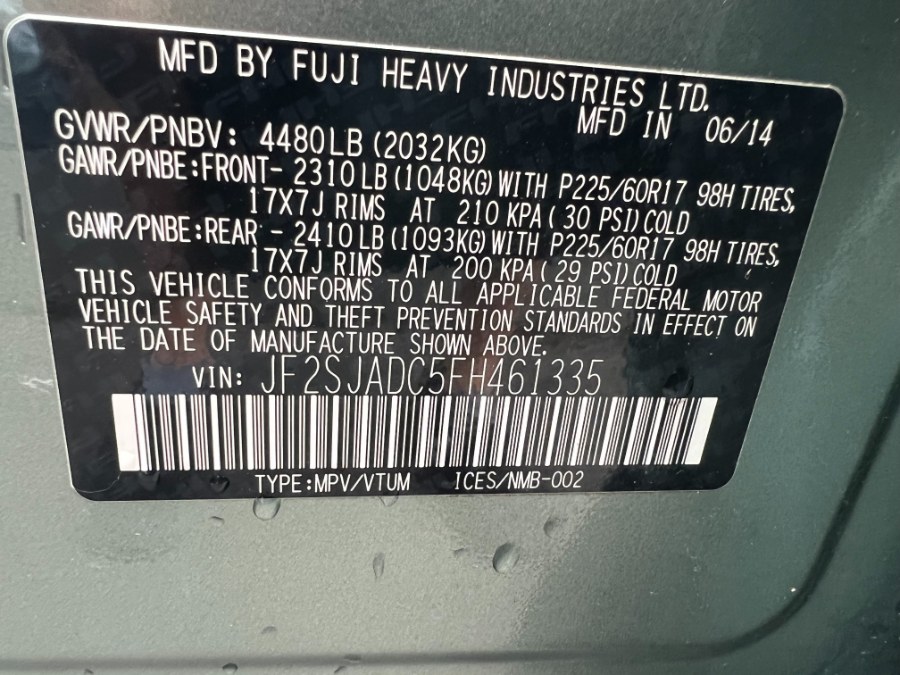 MFD BY FUJI HEAVY INDUSTRIES LTD.
MFD IN 06/14
GVWR/PNBV: 4480LB (2032KG)
GAWR/PNBE:FRONT- 2310 LB (1048KG) WITH P225/60R17 98H TIRES,
17X7J RIMS AT 210 KPA ( 30 PSI) COLD
GAWR/PNBE:REAR - 2410 LB (1093KG) WITH P225/60R17 98H TIRES,
17X7J RIMS AT 200 KPA ( 29 PSI) COLD
THIS VEHICLE CONFORMS TO ALL APPLICABLE FEDERAL MOTOR
VEHICLE SAFETY AND THEFT PREVENTION STANDARDS IN EFFECT ON
THE DATE OF MANUFACTURE SHOWN ABOVE.
VIN: JF2SJADC5FH461335
TYPE:MPV/VTUM ICES/NMB-002